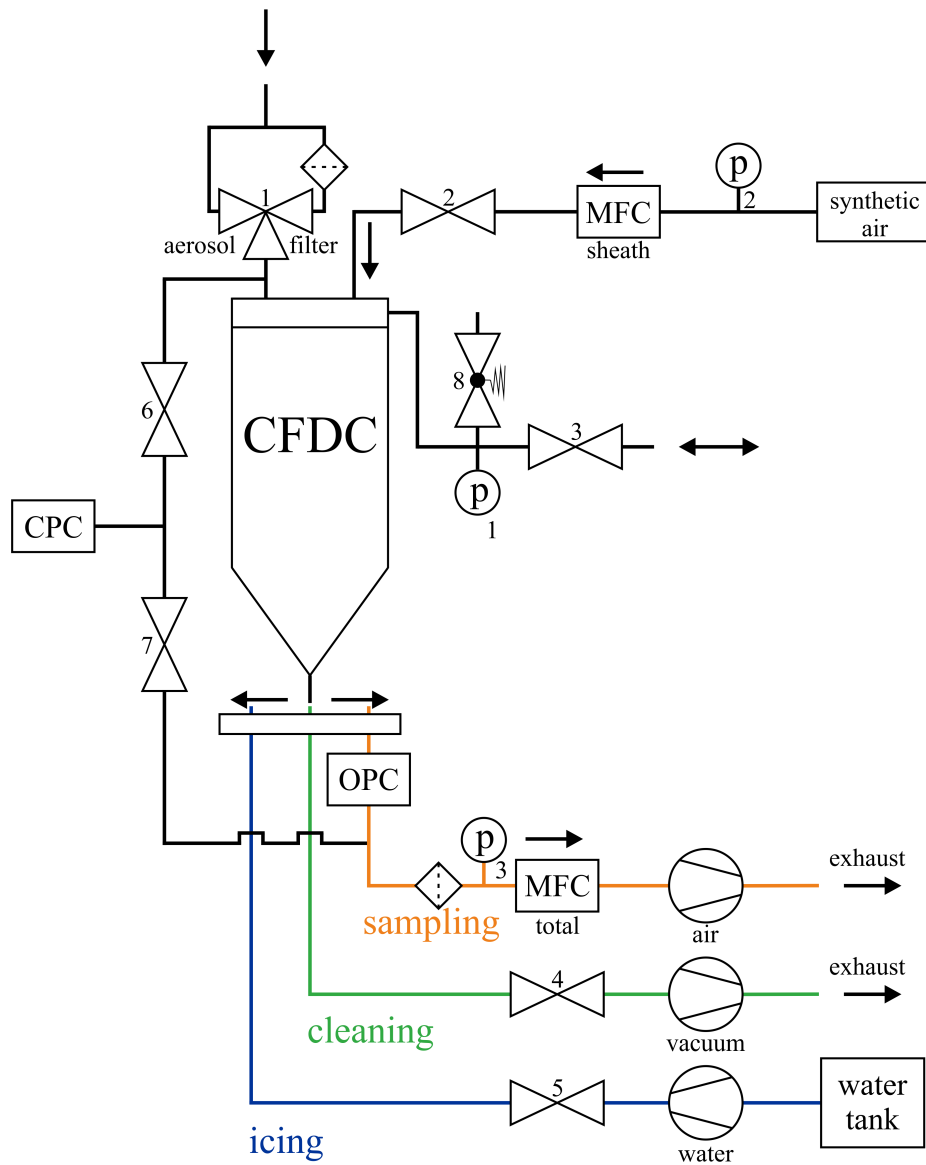 1
aerosol
filter
2
MFC
sheath
p
2
synthetic
air
CFDC
8
3
p
1
6
CPC
7
OPC
p
3
MFC
total
air
exhaust
sampling
4
vacuum
exhaust
cleaning
5
water
water
tank
icing